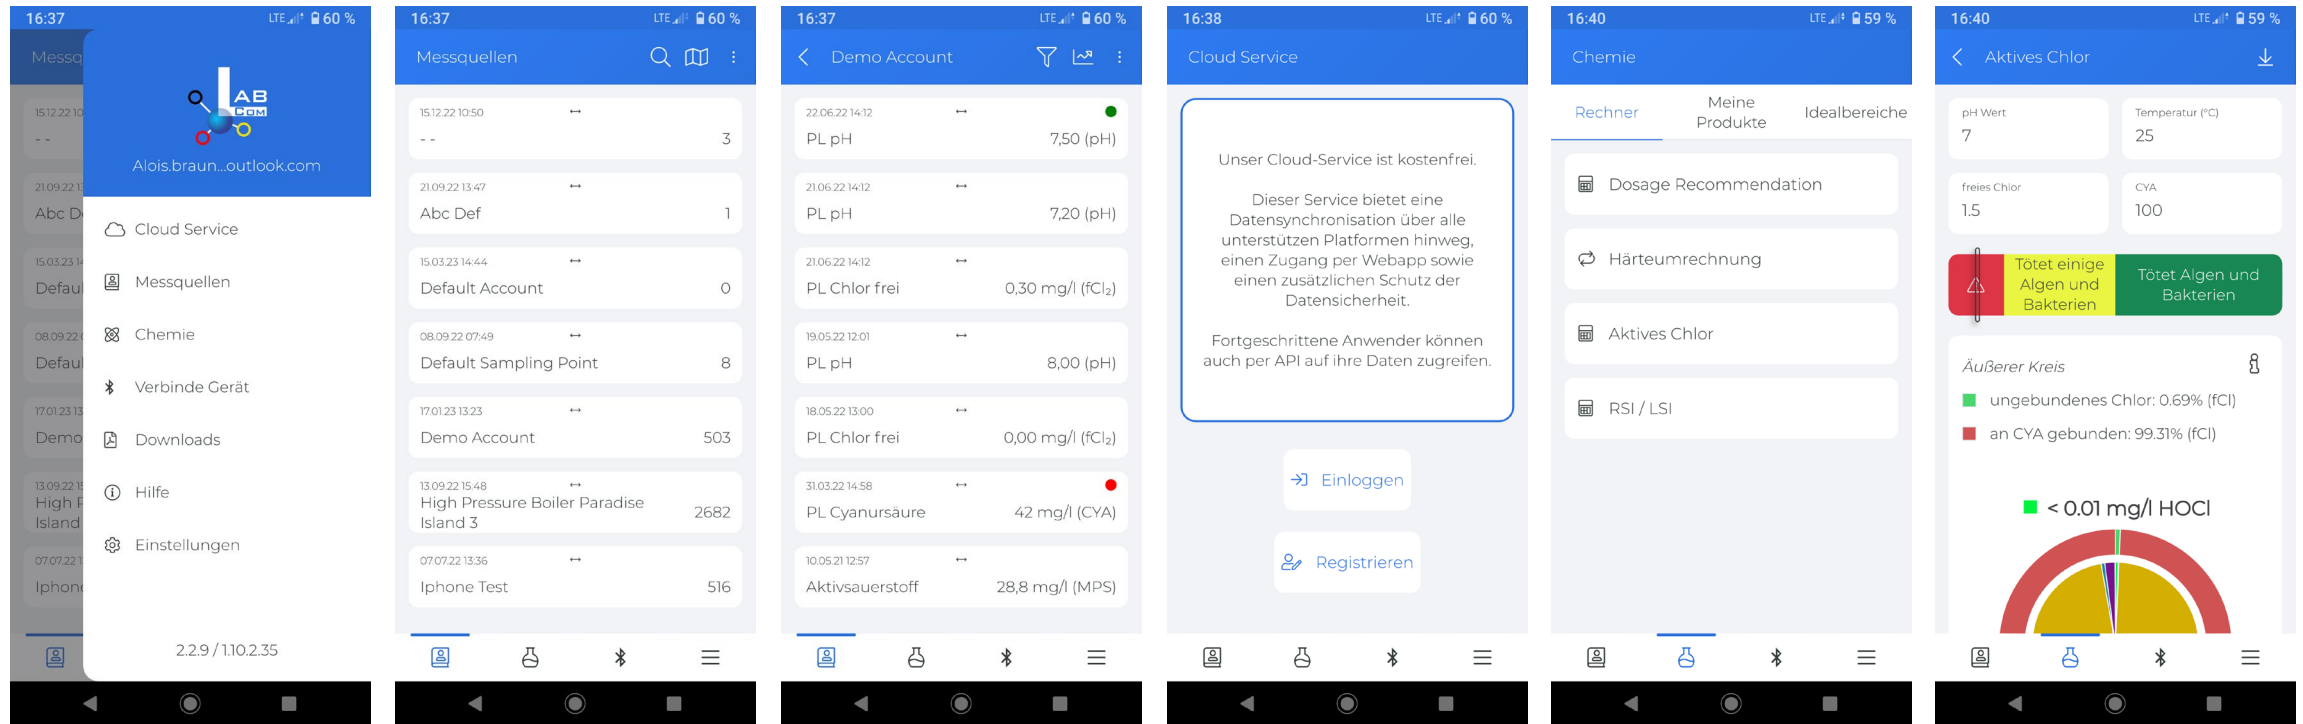 16:37
LTE 60 %
Messq
LAB
COM
Alois.braun...outlook.com
15.12.22 10
- -
21.09.22 1
Abc D
15.03.23 14
Defaul
08.09.22 0
Defaul
17.01.23 13
Demo
13.09.22 15
High P
Island
07.07.22 1
Iphone
Cloud Service
Messquellen
Chemie
Verbinde Gerät
Downloads
Hilfe
Einstellungen
2.2.9 / 1.10.2.35
16:37
LTE 60 %
Messquellen
15.12.22 10:50
- - 3
21.09.22 13:47
Abc Def 1
15.03.23 14:44
Default Account 0
08.09.22 07:49
Default Sampling Point 8
17.01.23 13:23
Demo Account 503
13.09.22 15:48
High Pressure Boiler Paradise
Island 3 2682
07.07.22 13:36
Iphone Test 516
16:37
LTE 60 %
Demo Account
22.06.22 14:12
PL pH 7,50 (pH)
21.06.22 14:12
PL pH 7,20 (pH)
21.06.22 14:12
PL Chlor frei 0,30 mg/l (fCl₂)
19.05.22 12:01
PL pH 8,00 (pH)
18.05.22 13:00
PL Chlor frei 0,00 mg/l (fCl₂)
31.03.22 14:58
PL Cyanursäure 42 mg/l (CYA)
10.05.21 12:57
Aktivsauerstoff 28,8 mg/l (MPS)
16:38
LTE 60 %
Cloud Service
Unser Cloud-Service ist kostenfrei.
Dieser Service bietet eine
Datensynchronisation über alle
unterstützen Platformen hinweg,
einen Zugang per Webapp sowie
einen zusätzlichen Schutz der
Datensicherheit.
Fortgeschrittene Anwender können
auch per API auf ihre Daten zugreifen.
Einloggen
Registrieren
16:40
LTE 59 %
Chemie
Rechner
Meine
Produkte
Idealbereiche
Dosage Recommendation
Härteumrechnung
Aktives Chlor
RSI / LSI
16:40
LTE 59 %
Aktives Chlor
pH Wert
7
Temperatur (°C)
25
freies Chlor
1.5
CYA
100
Tötet einige
Algen und
Bakterien
Tötet Algen und
Bakterien
Äußerer Kreis
ungebundenes Chlor: 0.69% (fCl)
an CYA gebunden: 99.31% (fCl)
< 0.01 mg/l HOCl